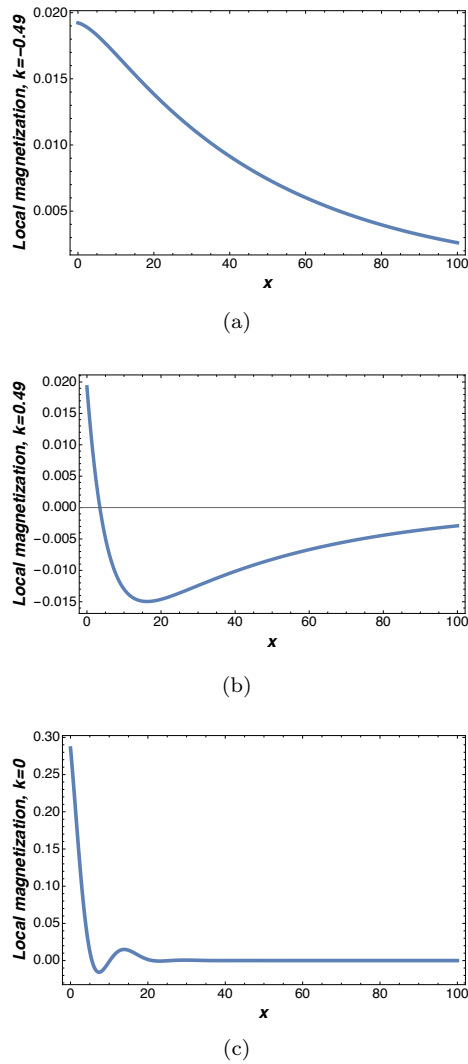 Local magnetization, k=−0.49
0.020
0.015
0.010
0.005
0 20 40 60 80 100
x
(a)
Local magnetization, k=0.49
0.020
0.015
0.010
0.005
0.000
−0.005
−0.010
−0.015
0 20 40 60 80 100
x
(b)
Local magnetization, k=0
0.30
0.25
0.20
0.15
0.10
0.05
0.00
0 20 40 60 80 100
x
(c)